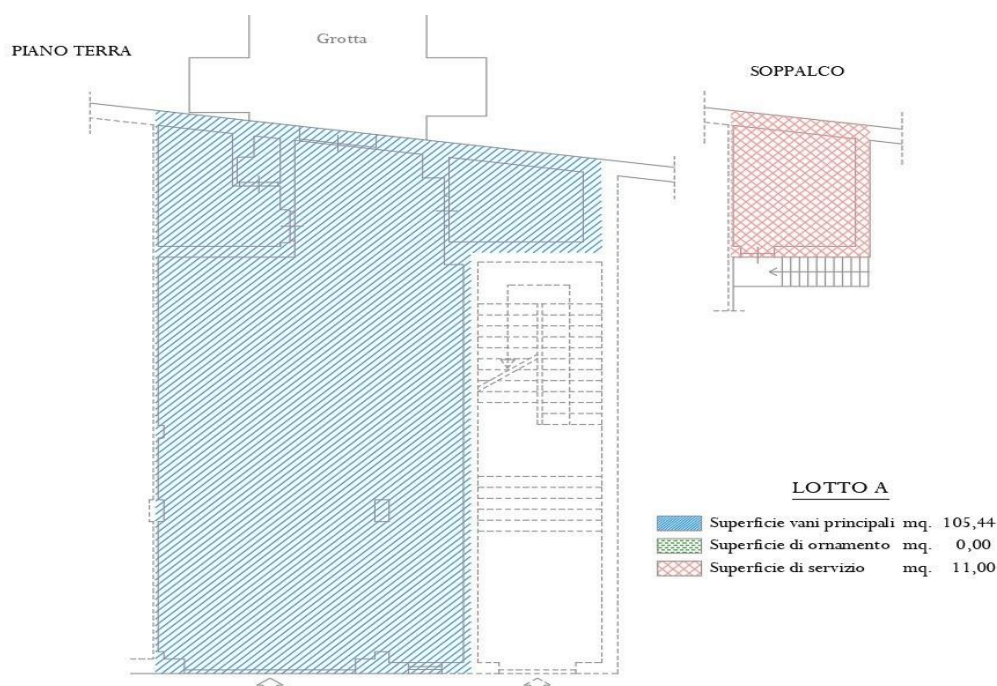 Grotta
PIANO TERRA
SOPPALCO
LOTTO A
Superficie vani principali mq. 105,44
Superficie di ornamento mq. 0,00
Superficie di servizio mq. 11,00